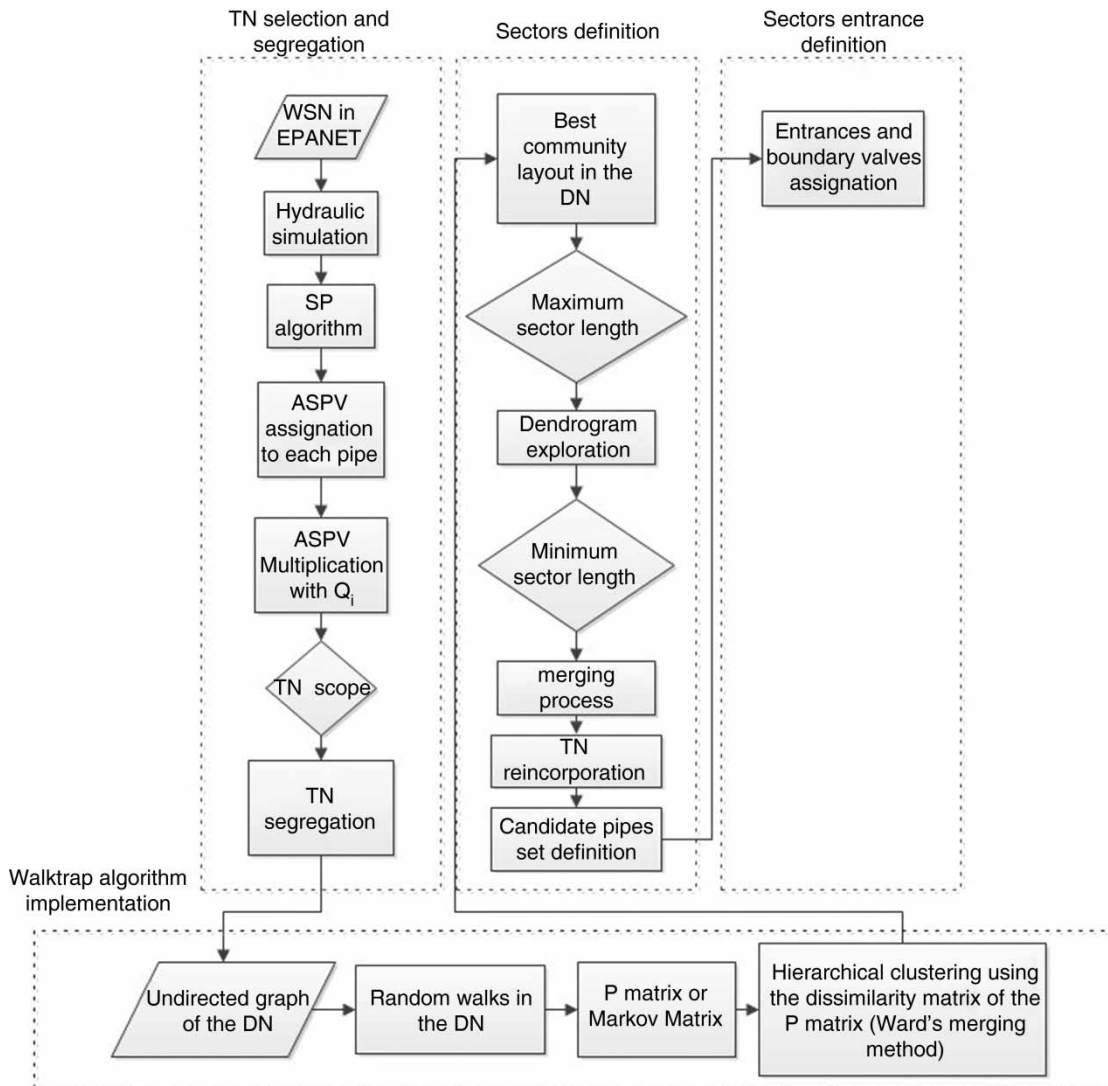 TN selection and
segregation
WSN in
EPANET
Hydraulic
simulation
SP
algorithm
ASPV
assignation
to each pipe
ASPV
Multiplication
with Qi
TN scope
TN
segregation
Walktrap algorithm
implementation
Undirected graph
of the DN
Random walks in
the DN
P matrix or
Markov Matrix
Hierarchical clustering using
the dissimilarity matrix of the
P matrix (Ward's merging
method)
Sectors definition
Best
community
layout in the
DN
Maximum
sector length
Dendrogram
exploration
Minimum
sector length
merging
process
TN
reincorporation
Candidate pipes
set definition
Sectors entrance
definition
Entrances and
boundary valves
assignation